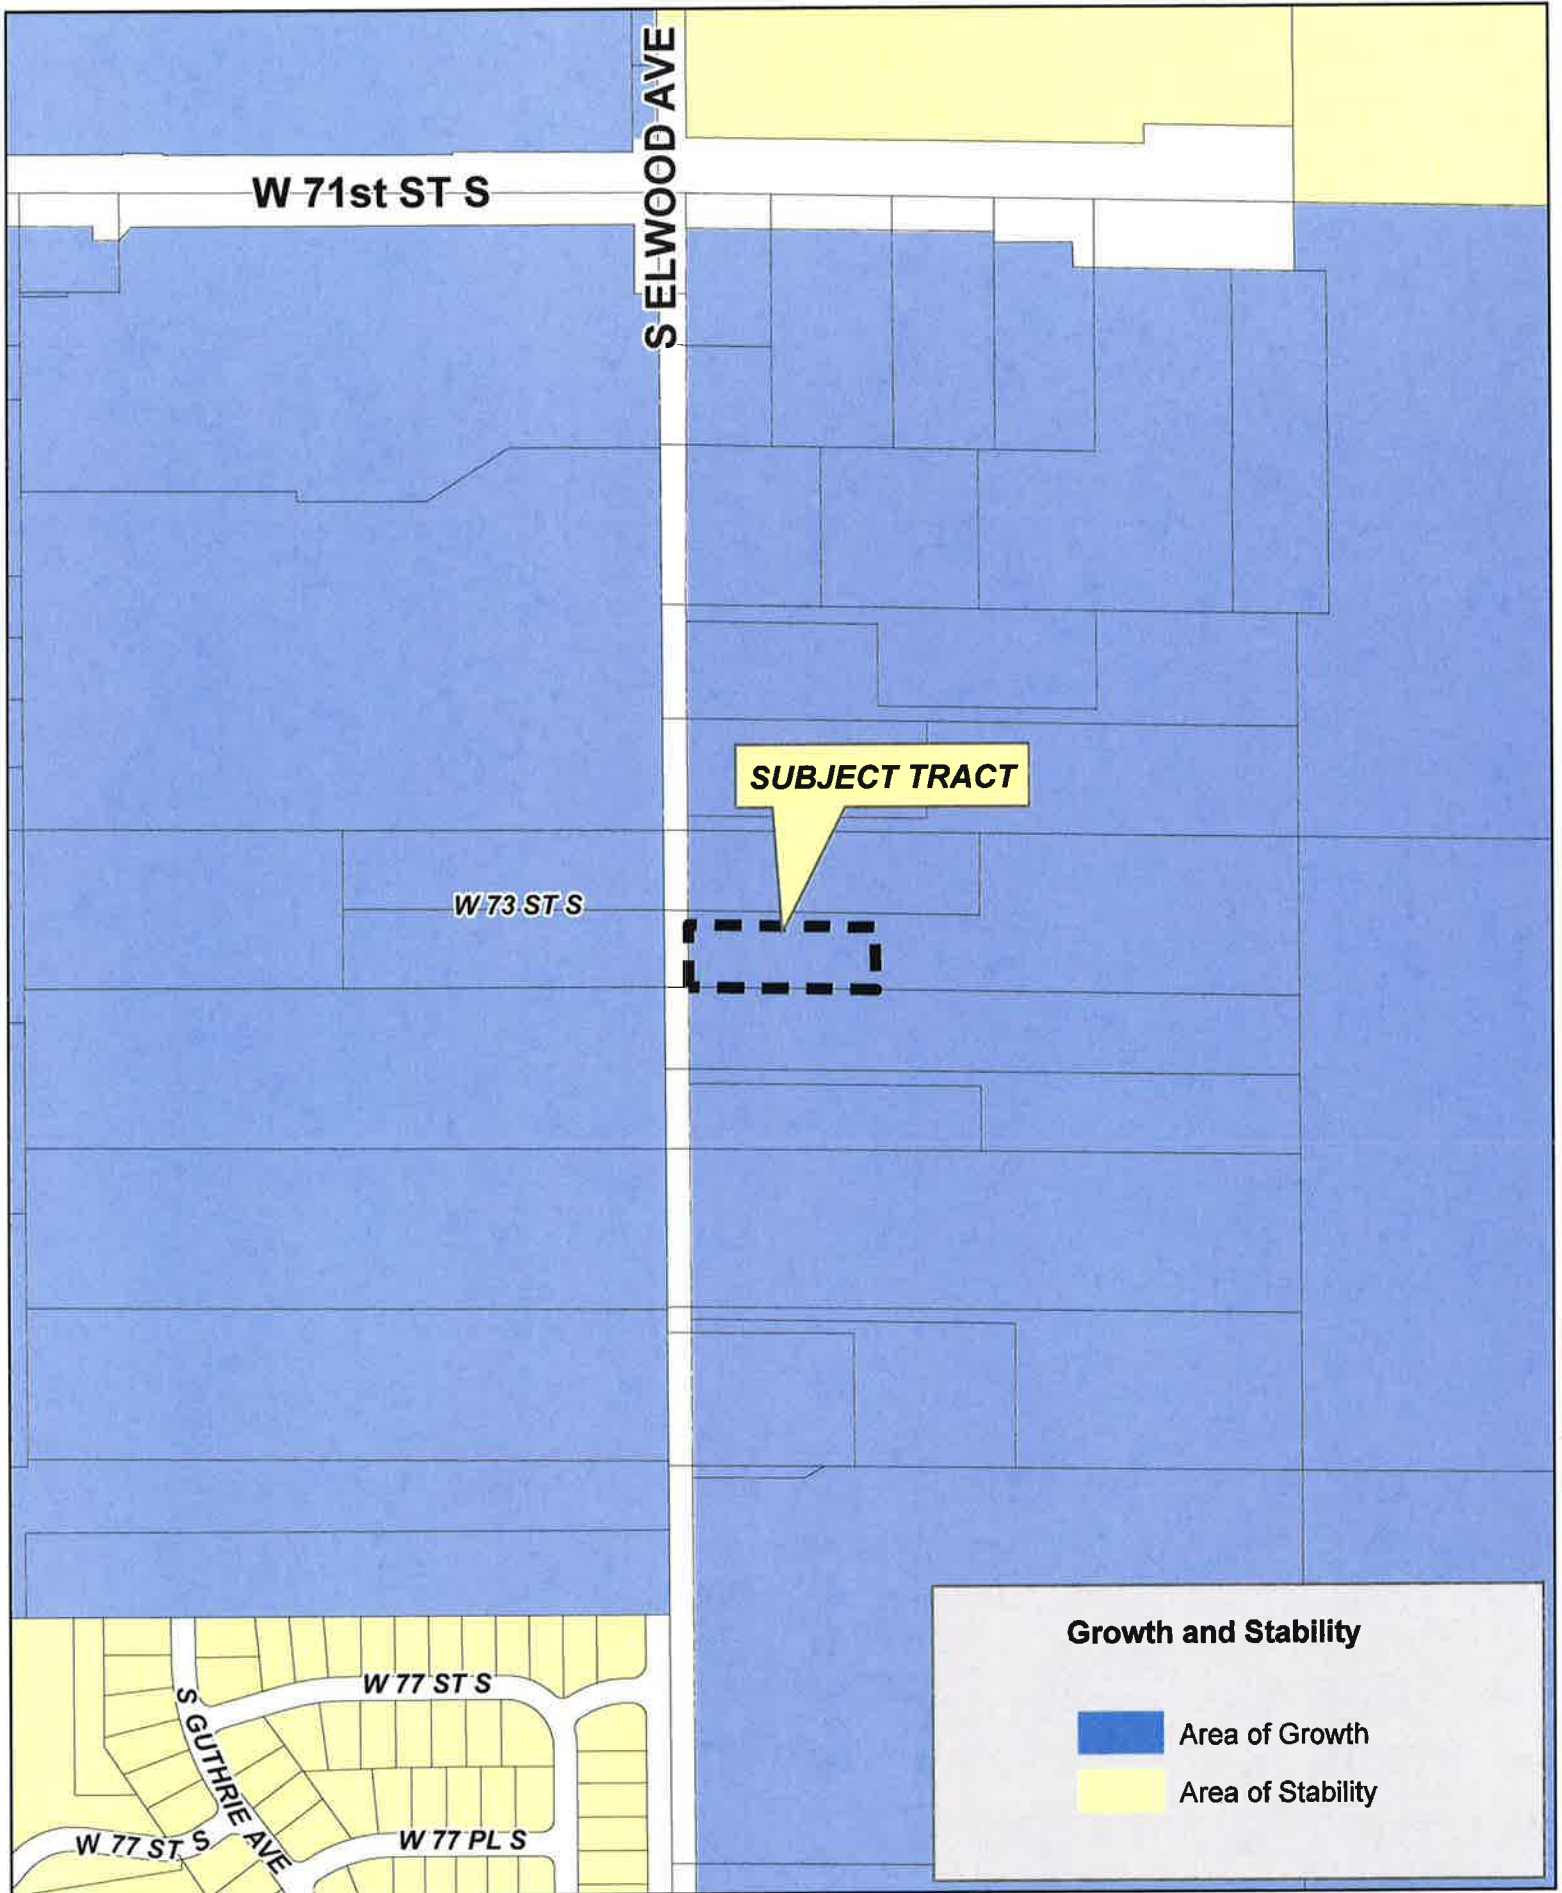 S ELWOOD AVE
W 71st ST S
SUBJECT TRACT
W 73 ST S
Growth and Stability
W 77 ST S
S GUTHRIE AVE
Area of Growth
Area of Stability
W 77 ST S
W 77 PL S